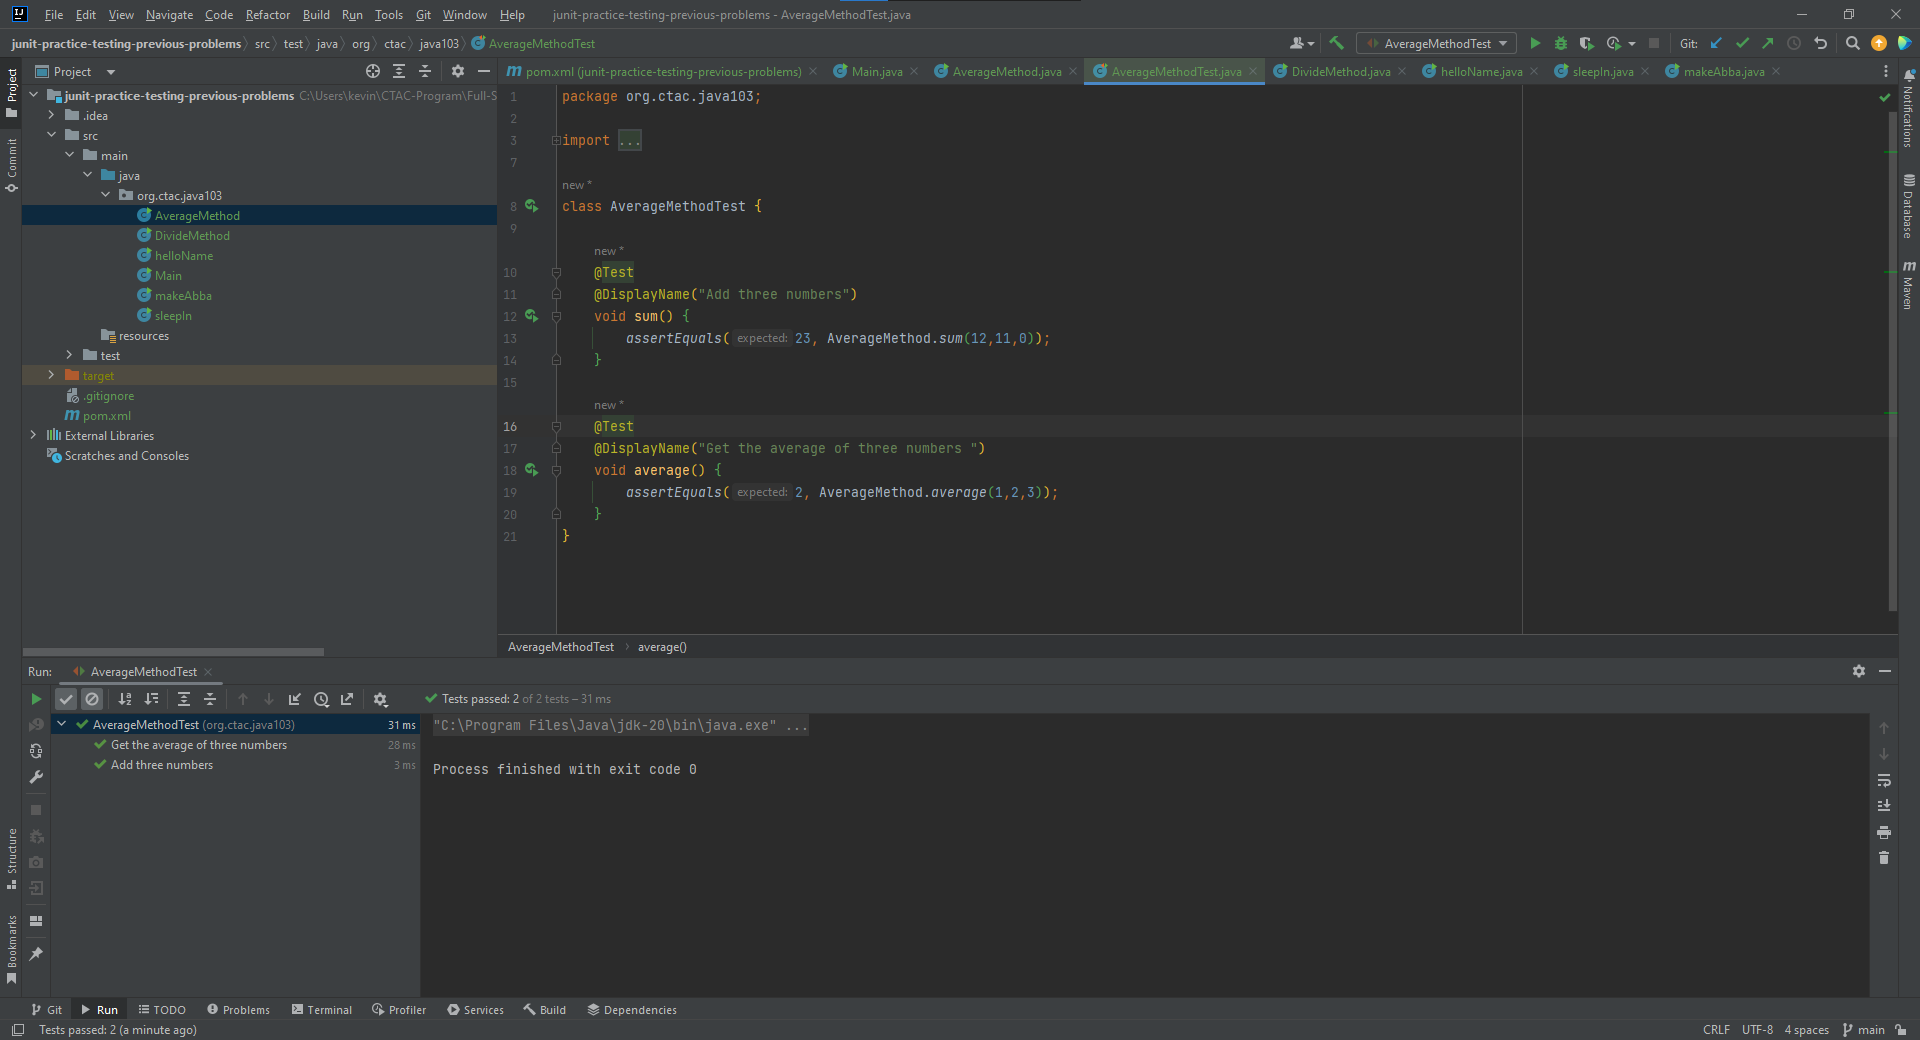 File Edit View Navigate Code Refactor Build Run Tools Git Window Help junit-practice-testing-previous-problems - AverageMethodTest.java
junit-practice-testing-previous-problems src test java org ctac java103 AverageMethodTest
AverageMethodTest Git:
Project
pom.xml (junit-practice-testing-previous-problems) Main.java AverageMethod.java AverageMethodTest.java DivideMethod.java helloName.java sleepIn.java makeAbba.java
Project
Commit
junit-practice-testing-previous-problems C:\Users\kevin\CTAC-Program\Full-S
.idea
src
main
java
org.ctac.java103
AverageMethod
DivideMethod
helloName
Main
makeAbba
sleepIn
resources
test
target
.gitignore
pom.xml
External Libraries
Scratches and Consoles
1 package org.ctac.java103;
2
3 import ...
7
new *
8 class AverageMethodTest {
9
new *
10 @Test
11 @DisplayName("Add three numbers")
12 void sum() {
13 assertEquals( expected: 23, AverageMethod.sum(12,11,0));
14 }
15
new *
16 @Test
17 @DisplayName("Get the average of three numbers ")
18 void average() {
19 assertEquals( expected: 2, AverageMethod.average(1,2,3));
20 }
21 }
Notifications
Database
Maven
AverageMethodTest average()
Run: AverageMethodTest
Tests passed: 2 of 2 tests – 31 ms
AverageMethodTest (org.ctac.java103) 31 ms
Get the average of three numbers 28 ms
Add three numbers 3 ms
"C:\Program Files\Java\jdk-20\bin\java.exe" ...
Process finished with exit code 0
Structure
Bookmarks
Git Run TODO Problems Terminal Profiler Services Build Dependencies
Tests passed: 2 (a minute ago) CRLF UTF-8 4 spaces main